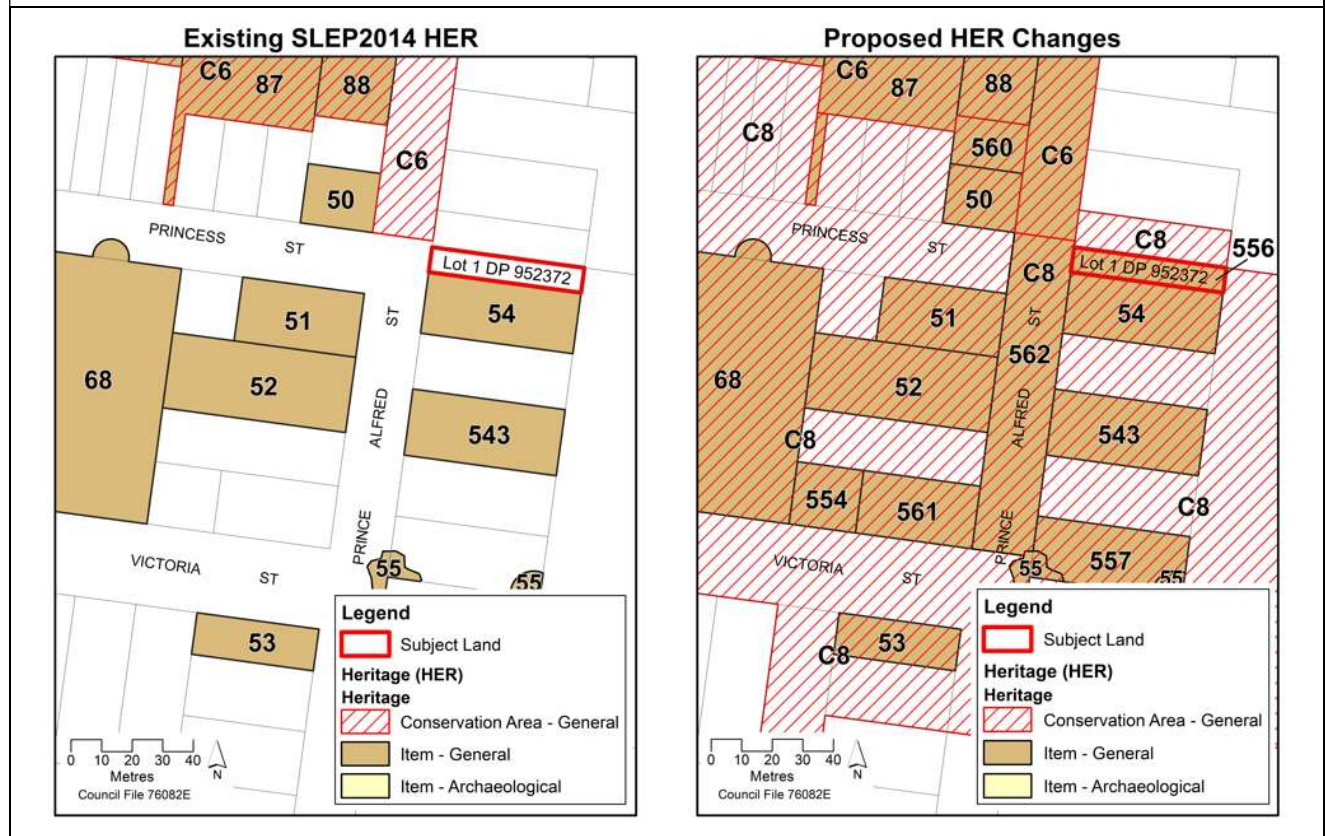 Existing SLEP2014 HER
C6
87
88
C6
50
PRINCESS ST
Lot 1 DP 952372
51
54
ST
68
52
ALFRED
543
PRINCE
VICTORIA ST
55
55
53
Legend
Subject Land
Heritage (HER)
Heritage
Conservation Area - General
Item - General
Item - Archaeological
0 10 20 30 40
Metres
N
Council File 76082E
Proposed HER Changes
C6
87
88
C8
560
C6
50
PRINCESS ST
C8
C8
556
Lot 1 DP 952372
51
ST
54
562
68
52
ALFRED
543
C8
554
561
C8
PRINCE
557
VICTORIA ST
55
55
53
C8
Legend
Subject Land
Heritage (HER)
Heritage
Conservation Area - General
Item - General
Item - Archaeological
0 10 20 30 40
Metres
N
Council File 76082E